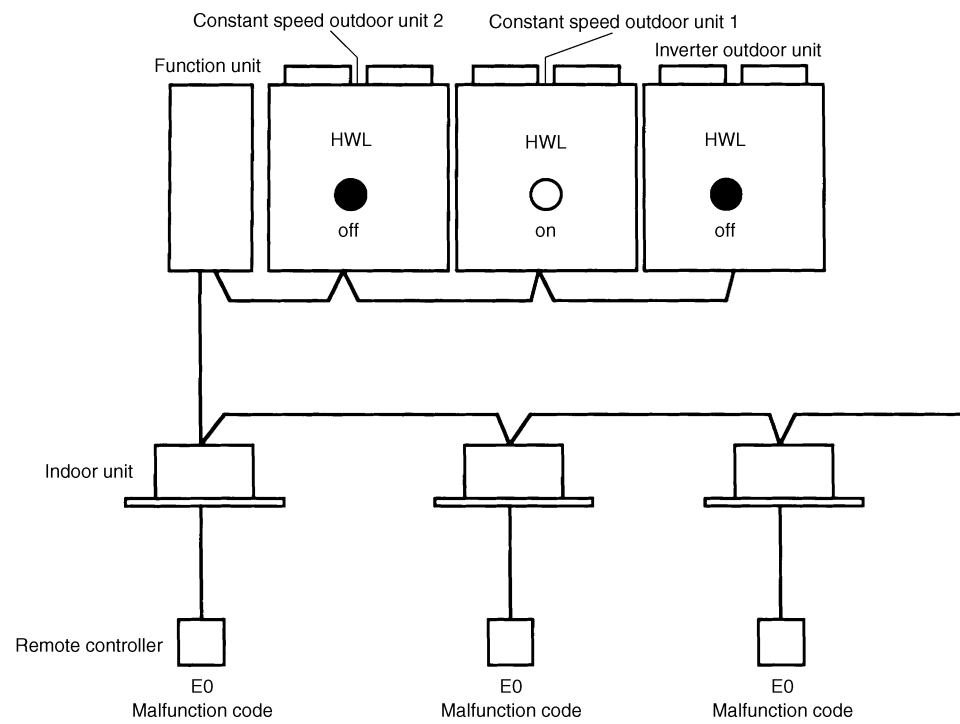 Constant speed outdoor unit 2
Constant speed outdoor unit 1
Inverter outdoor unit
Function unit
HWL
HWL
HWL
off
on
off
Indoor unit
Remote controller
E0
E0
E0
Malfunction code
Malfunction code
Malfunction code